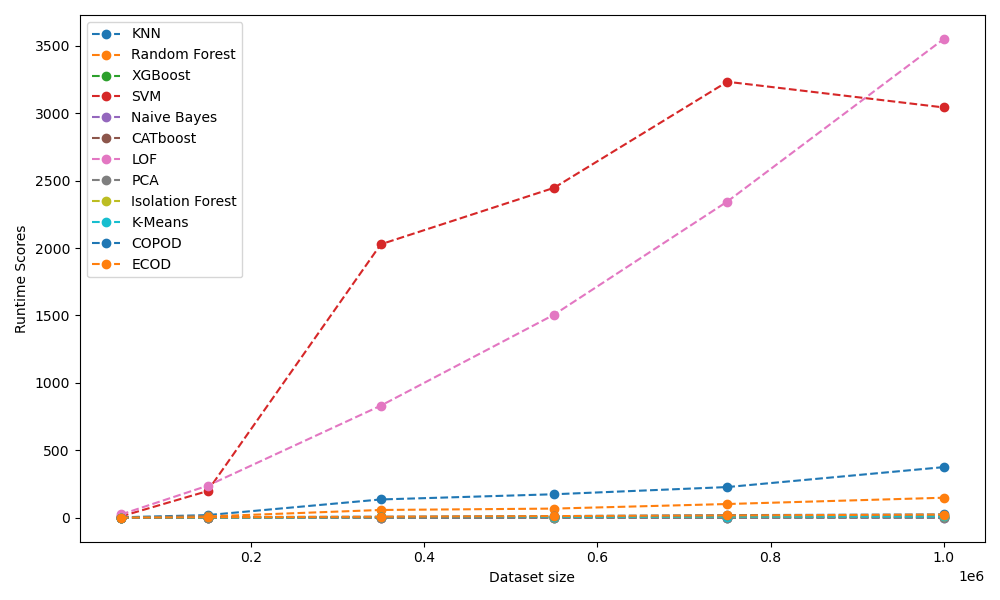 KNN
Random Forest
XGBoost
SVM
Naive Bayes
CATboost
LOF
PCA
Isolation Forest
K-Means
COPOD
ECOD
Runtime Scores
3500
3000
2500
2000
1500
1000
500
0
0.2 0.4 0.6 0.8 1.0
1e6
Dataset size